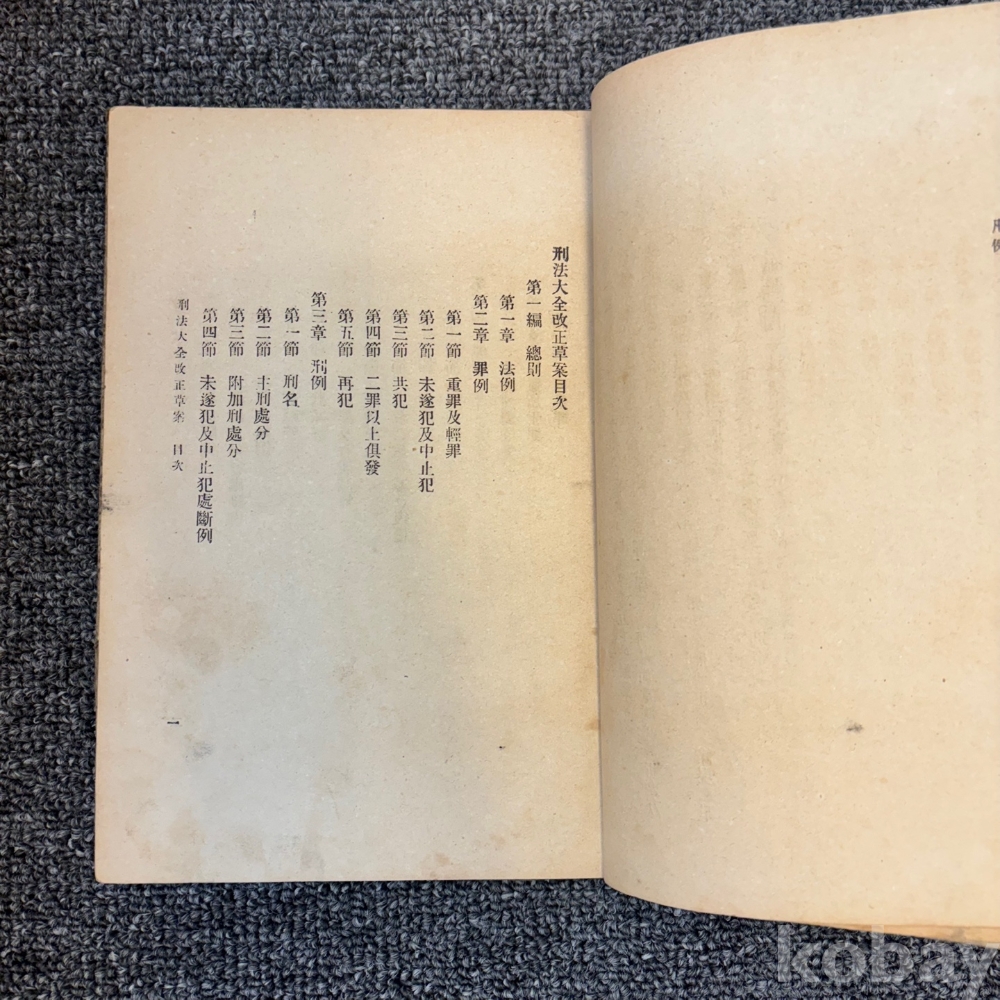 刑法大全改正草案目次
第一編 總則
第一章 法例
第二章 罪例
第一節 重罪及輕罪
第二節 未遂犯及中止犯
第三節 共犯
第四節 二罪以上俱發
第五節 再犯
第三章 刑例
第一節 刑名
第二節 主刑處分
第三節 附加刑處分
第四節 未遂犯及中止犯處斷例
刑法大全改正草案 目次
一
kobay